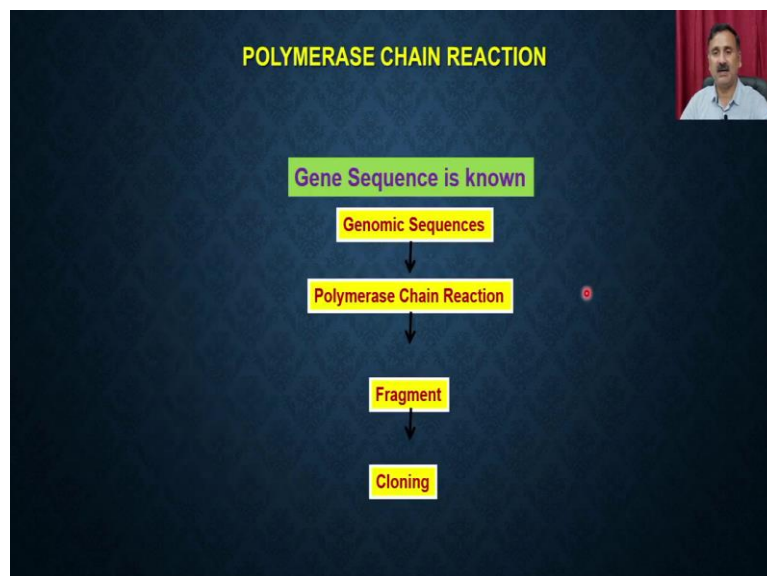 POLYMERASE CHAIN REACTION
Gene Sequence is known
Genomic Sequences
Polymerase Chain Reaction
Fragment
Cloning